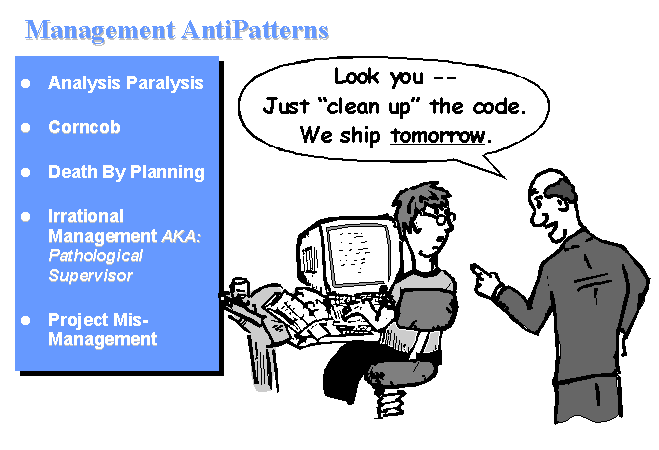 Management AntiPatterns
Analysis Paralysis
Corncob
Death By Planning
Irrational
Management AKA:
Pathological
Supervisor
Project Mis-
Management
Look you --
Just “clean up” the code.
We ship tomorrow.